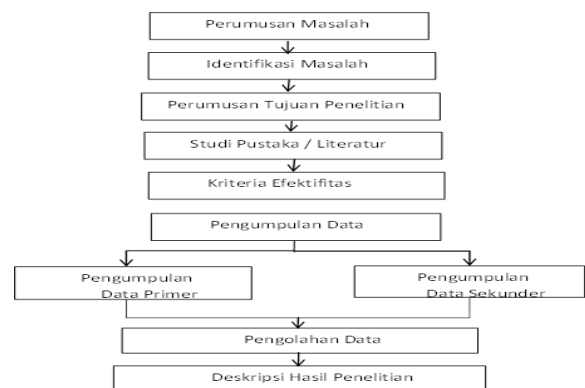 Perumusan Masalah
Identifikasi Masalah
Perumusan Tujuan Penelitian
Studi Pustaka / Literatur
Kriteria Efektifitas
Pengumpulan Data
Pengumpulan
Data Primer
Pengumpulan
Data Sekunder
Pengolahan Data
Deskripsi Hasil Penelitian